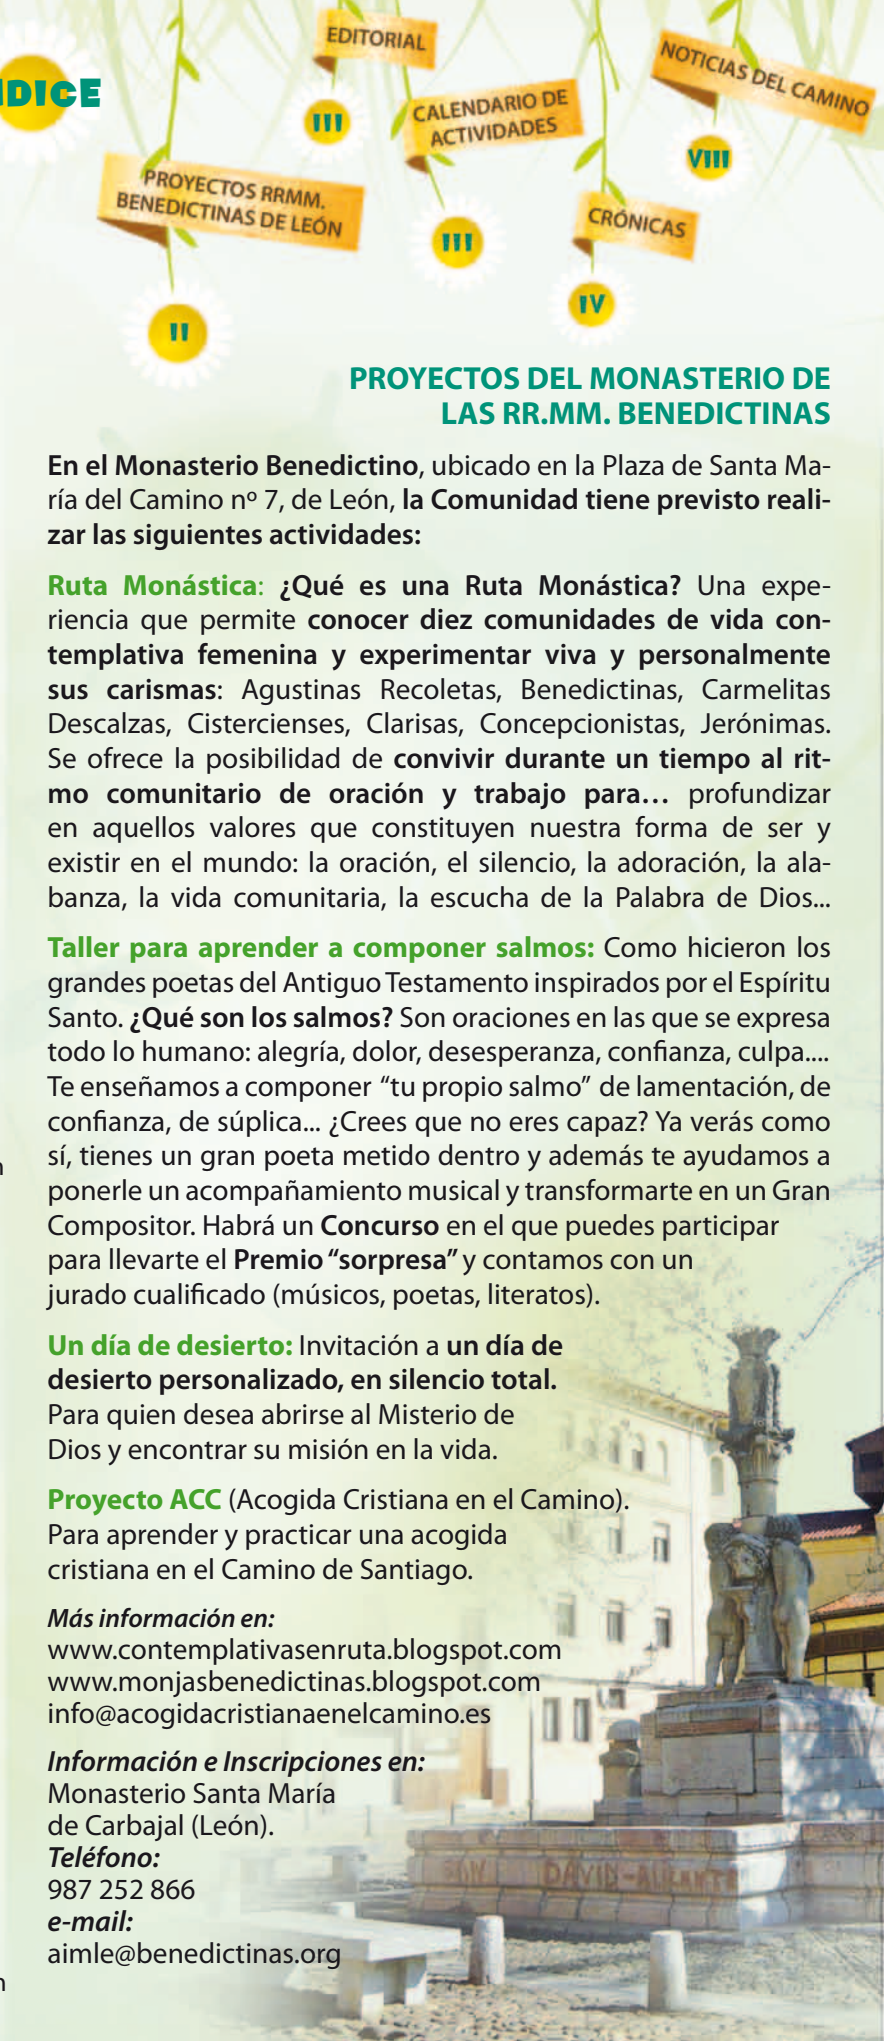 NDICE
EDITORIAL
III
CALENDARIO DE
ACTIVIDADES
III
NOTICIAS DEL CAMINO
VIII
PROYECTOS RRMM.
BENEDICTINAS DE LEÓN
II
CRÓNICAS
IV
PROYECTOS DEL MONASTERIO DE
LAS RR.MM. BENEDICTINAS
En el Monasterio Benedictino, ubicado en la Plaza de Santa Ma-
ría del Camino nº 7, de León, la Comunidad tiene previsto reali-
zar las siguientes actividades:
Ruta Monástica: ¿Qué es una Ruta Monástica? Una expe-
riencia que permite conocer diez comunidades de vida con-
templativa femenina y experimentar viva y personalmente
sus carismas: Agustinas Recoletas, Benedictinas, Carmelitas
Descalzas, Cistercienses, Clarisas, Concepcionistas, Jerónimas.
Se ofrece la posibilidad de convivir durante un tiempo al rit-
mo comunitario de oración y trabajo para... profundizar
en aquellos valores que constituyen nuestra forma de ser y
existir en el mundo: la oración, el silencio, la adoración, la ala-
banza, la vida comunitaria, la escucha de la Palabra de Dios...
Taller para aprender a componer salmos: Como hicieron los
grandes poetas del Antiguo Testamento inspirados por el Espíritu
Santo. ¿Qué son los salmos? Son oraciones en las que se expresa
todo lo humano: alegría, dolor, desesperanza, confianza, culpa....
Te enseñamos a componer “tu propio salmo” de lamentación, de
confianza, de súplica... ¿Crees que no eres capaz? Ya verás como
sí, tienes un gran poeta metido dentro y además te ayudamos a
ponerle un acompañamiento musical y transformarte en un Gran
Compositor. Habrá un Concurso en el que puedes participar
para llevarte el Premio “sorpresa” y contamos con un
jurado cualificado (músicos, poetas, literatos).
Un día de desierto: Invitación a un día de
desierto personalizado, en silencio total.
Para quien desea abrirse al Misterio de
Dios y encontrar su misión en la vida.
Proyecto ACC (Acogida Cristiana en el Camino).
Para aprender y practicar una acogida
cristiana en el Camino de Santiago.
Más información en:
www.contemplativasenruta.blogspot.com
www.monjasbenedictinas.blogspot.com
info@acogidacristianaenelcamino.es
Información e Inscripciones en:
Monasterio Santa María
de Carbajal (León).
Teléfono:
987 252 866
e-mail:
aimle@benedictinas.org
DAVID-ALICANTE